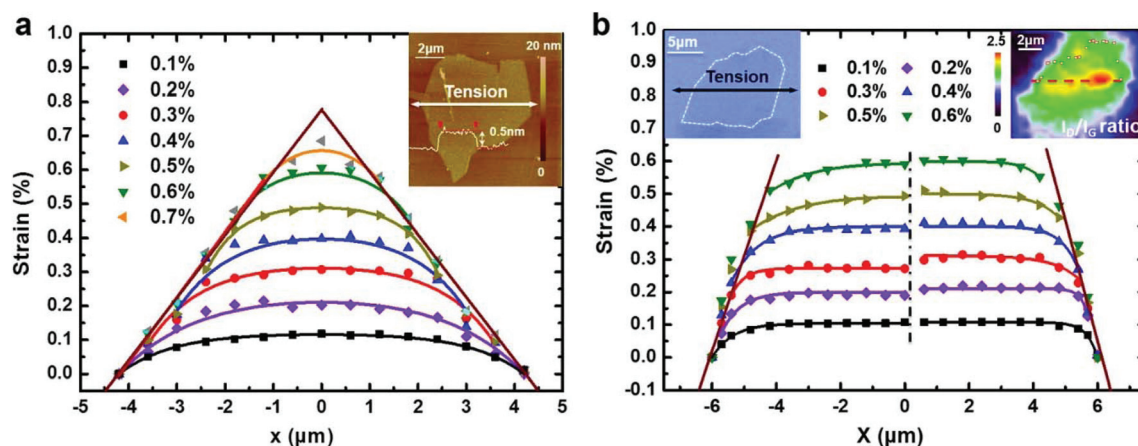 a
1.0
0.9
0.8
0.7
0.6
0.5
0.4
0.3
0.2
0.1
0.0
Strain (%)
0.1%
0.2%
0.3%
0.4%
0.5%
0.6%
0.7%
2μm
20 nm
Tension
0.5nm
0
-5 -4 -3 -2 -1 0 1 2 3 4 5
x (μm)
b
1.0
0.9
0.8
0.7
0.6
0.5
0.4
0.3
0.2
0.1
0.0
-0.1
Strain (%)
5μm
Tension
0.1% 0.2%
0.3% 0.4%
0.5% 0.6%
2.5
0
2μm
ID/IG ratio
-6 -4 -2 0 2 4 6
X (μm)